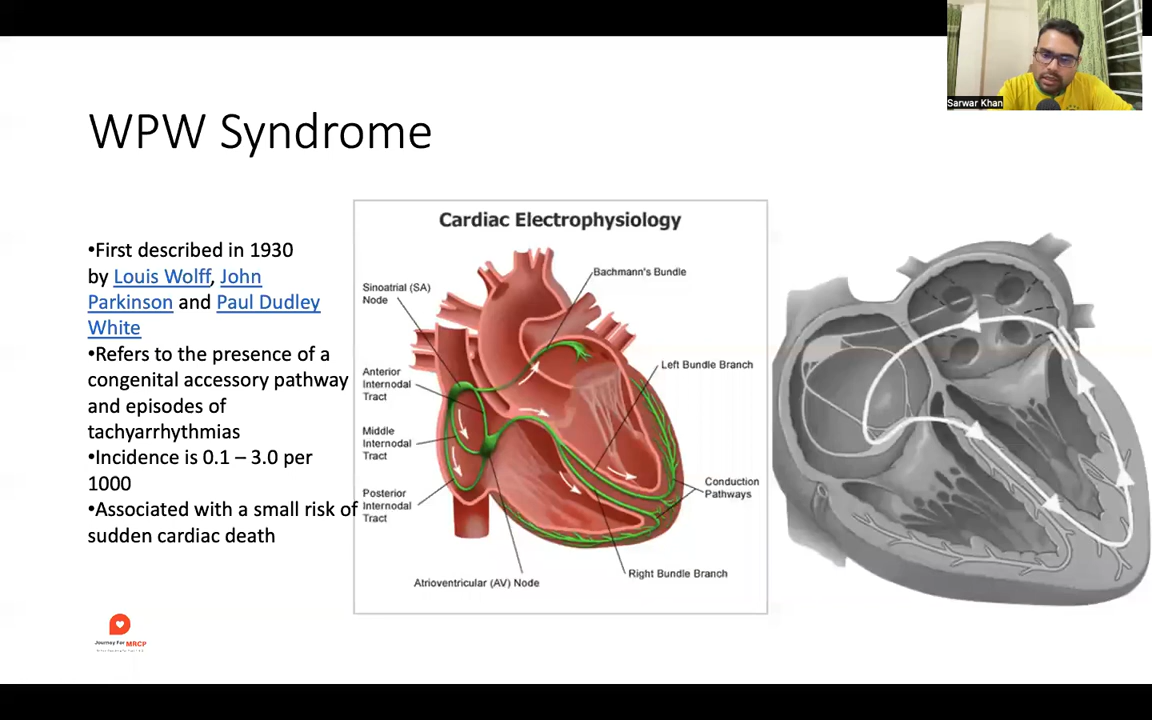 Sarwar Khan
WPW Syndrome
•First described in 1930
by Louis Wolff, John
Parkinson and Paul Dudley
White
•Refers to the presence of a
congenital accessory pathway
and episodes of
tachyarrhythmias
•Incidence is 0.1 – 3.0 per
1000
•Associated with a small risk of
sudden cardiac death
Cardiac Electrophysiology
Bachmann's Bundle
Sinoatrial (SA)
Node
Left Bundle Branch
Anterior
Internodal
Tract
Middle
Internodal
Tract
Conduction
Pathways
Posterior
Internodal
Tract
Right Bundle Branch
Atrioventricular (AV) Node
Journey For MRCP